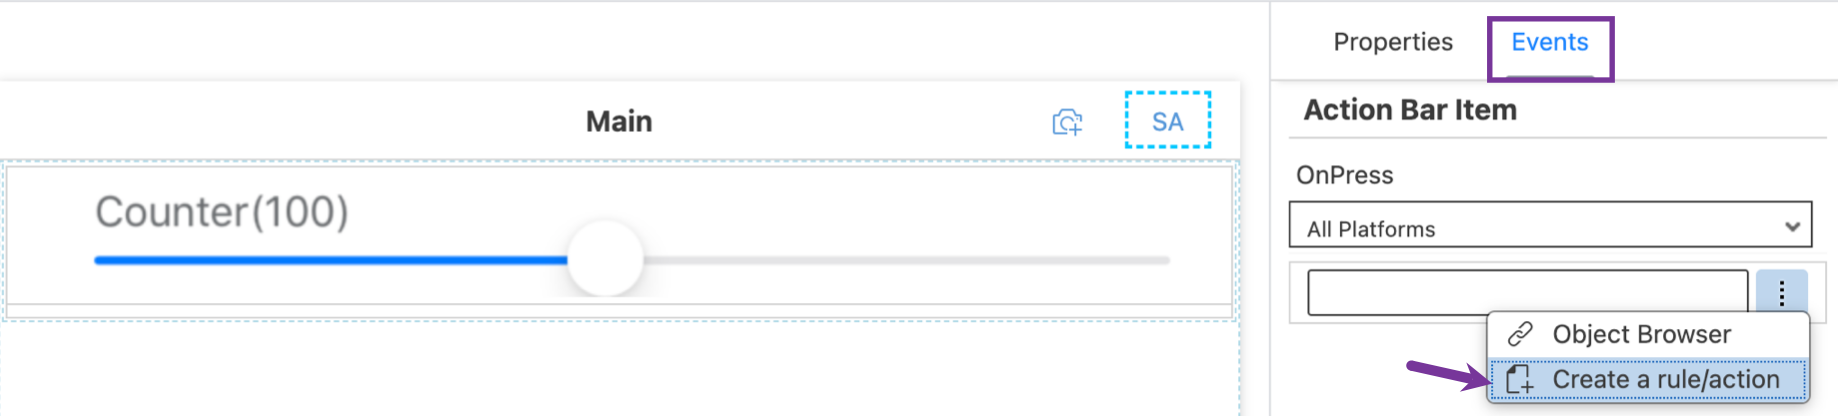 Properties Events
Main
SA
Action Bar Item
OnPress
Counter(100)
All Platforms
Object Browser
Create a rule/action